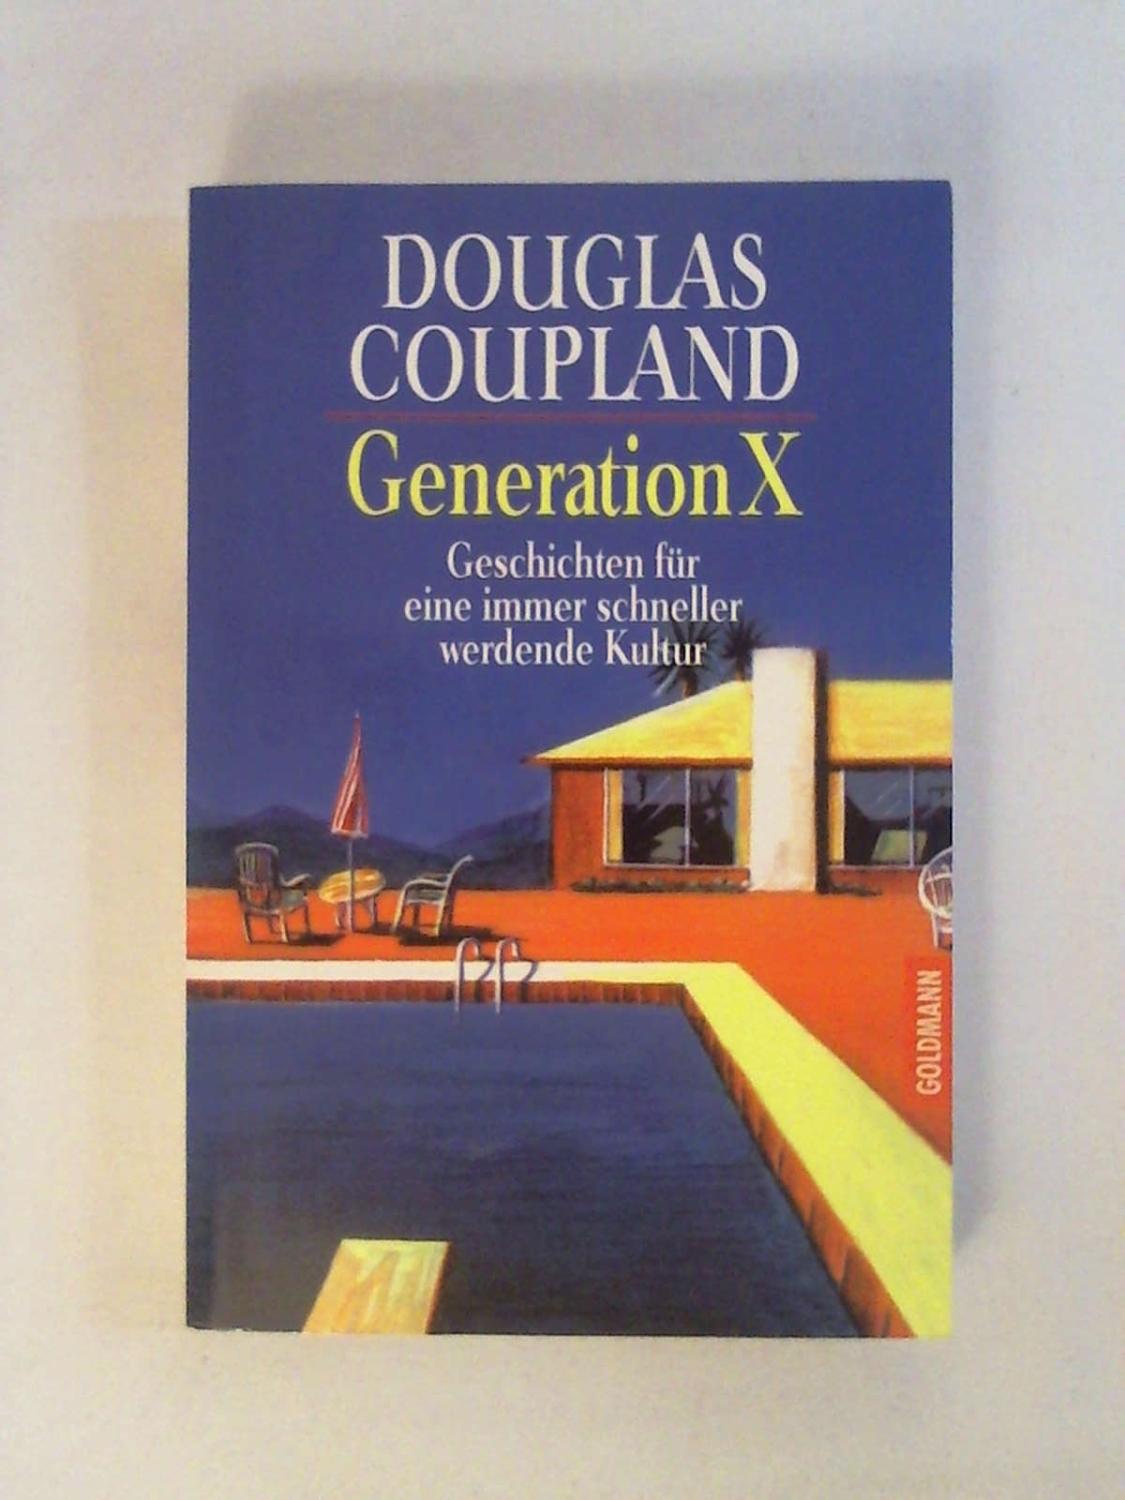 DOUGLAS
COUPLAND
Generation X
Geschichten für
eine immer schneller
werdende Kultur
GOLDMANN